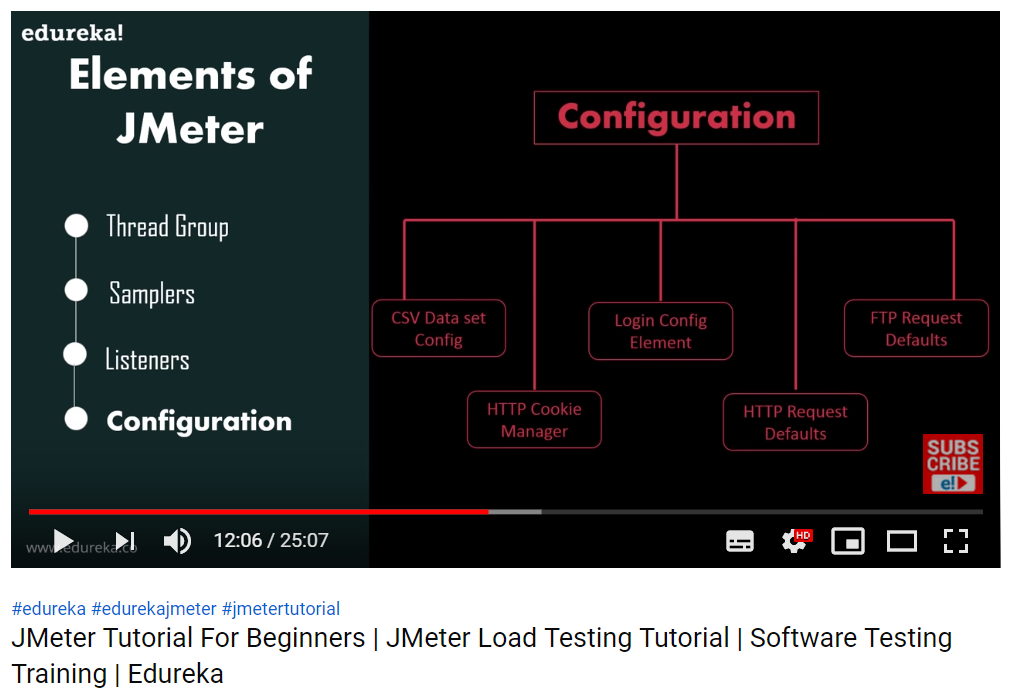 edureka!
Elements of
JMeter
Thread Group
Samplers
Listeners
Configuration
Configuration
CSV Data set
Config
Login Config
Element
FTP Request
Defaults
HTTP Cookie
Manager
HTTP Request
Defaults
SUBS
CRIBE
e!
www.edureka.co
12:06 / 25:07
HD
#edureka #edurekajmeter #jmetertutorial
JMeter Tutorial For Beginners | JMeter Load Testing Tutorial | Software Testing
Training | Edureka